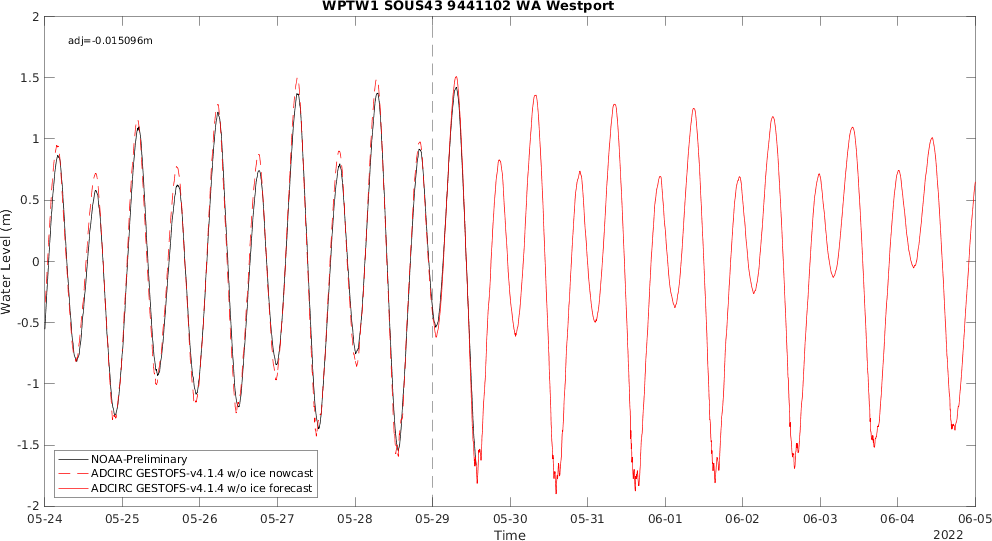 WPTW1 SOUS43 9441102 WA Westport
adj=-0.015096m
Water Level (m)
2
1.5
1
0.5
0
-0.5
-1
-1.5
-2
NOAA-Preliminary
ADCIRC GESTOFS-v4.1.4 w/o ice nowcast
ADCIRC GESTOFS-v4.1.4 w/o ice forecast
05-24 05-25 05-26 05-27 05-28 05-29 05-30 05-31 06-01 06-02 06-03 06-04 06-05
Time
2022